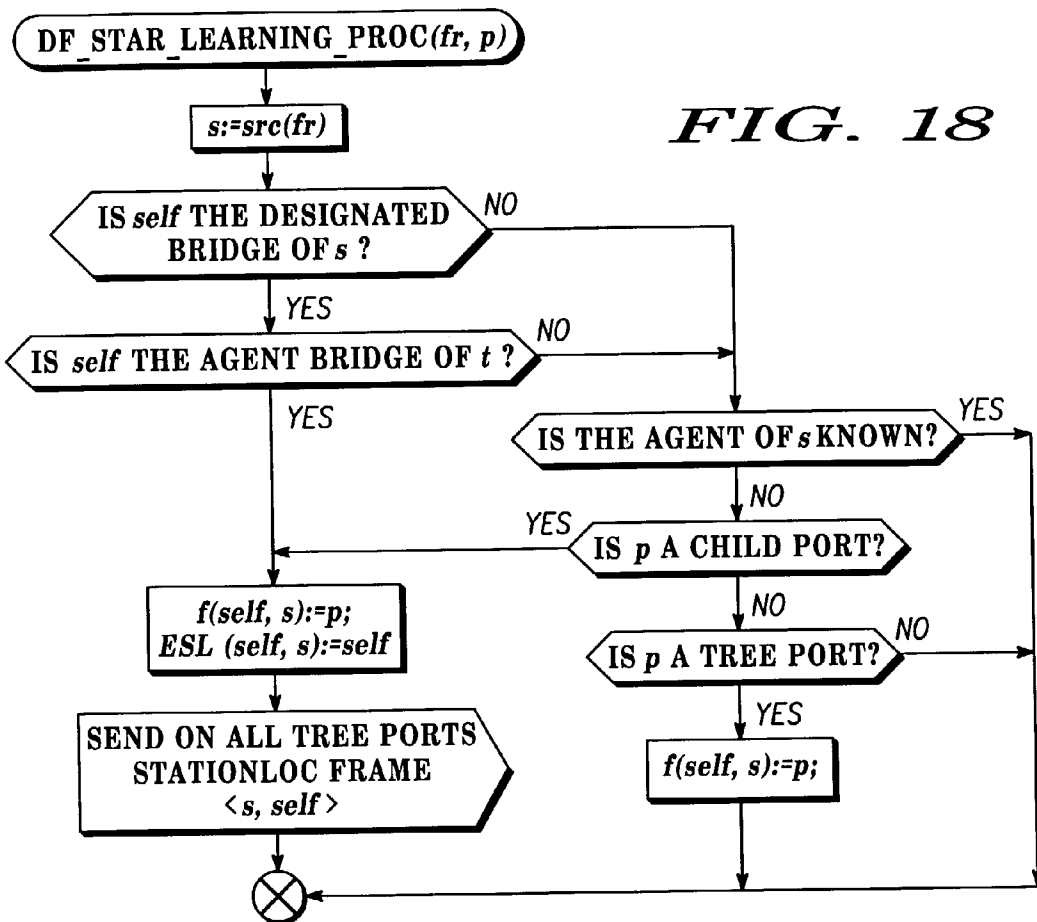 DF_STAR_LEARNING_PROC(fr, p)
s:=src(fr)
FIG. 18
IS self THE DESIGNATED
BRIDGE OF s ?
NO
YES
IS self THE AGENT BRIDGE OF t ?
NO
YES
IS THE AGENT OF s KNOWN?
YES
NO
IS p A CHILD PORT?
YES
NO
f(self, s):=p;
ESL (self, s):=self
IS p A TREE PORT?
NO
YES
SEND ON ALL TREE PORTS
STATIONLOC FRAME
<s, self>
f(self, s):=p;